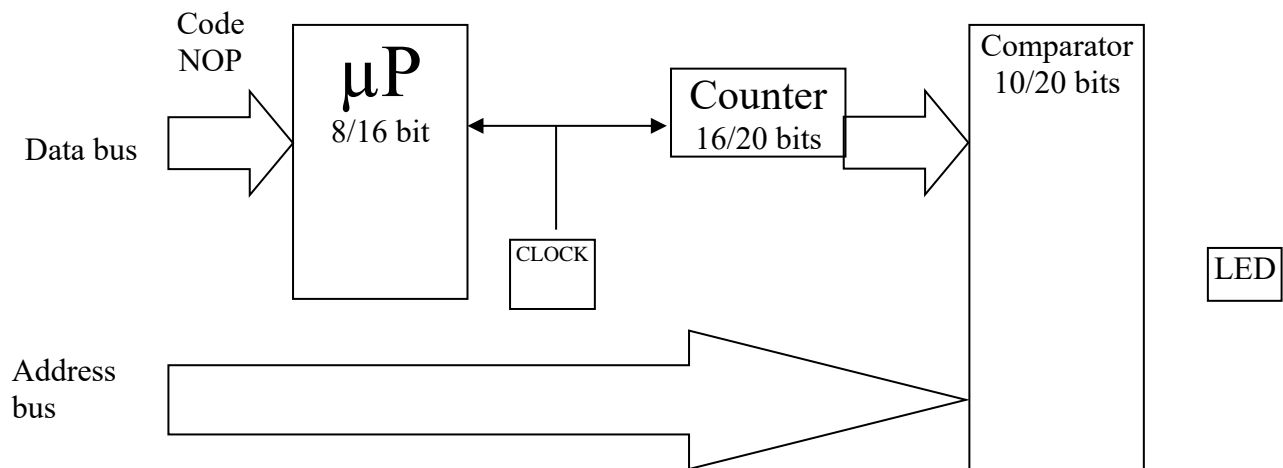 Code
NOP
Data bus
μP
8/16 bit
Counter
16/20 bits
Comparator
10/20 bits
CLOCK
LED
Address
bus